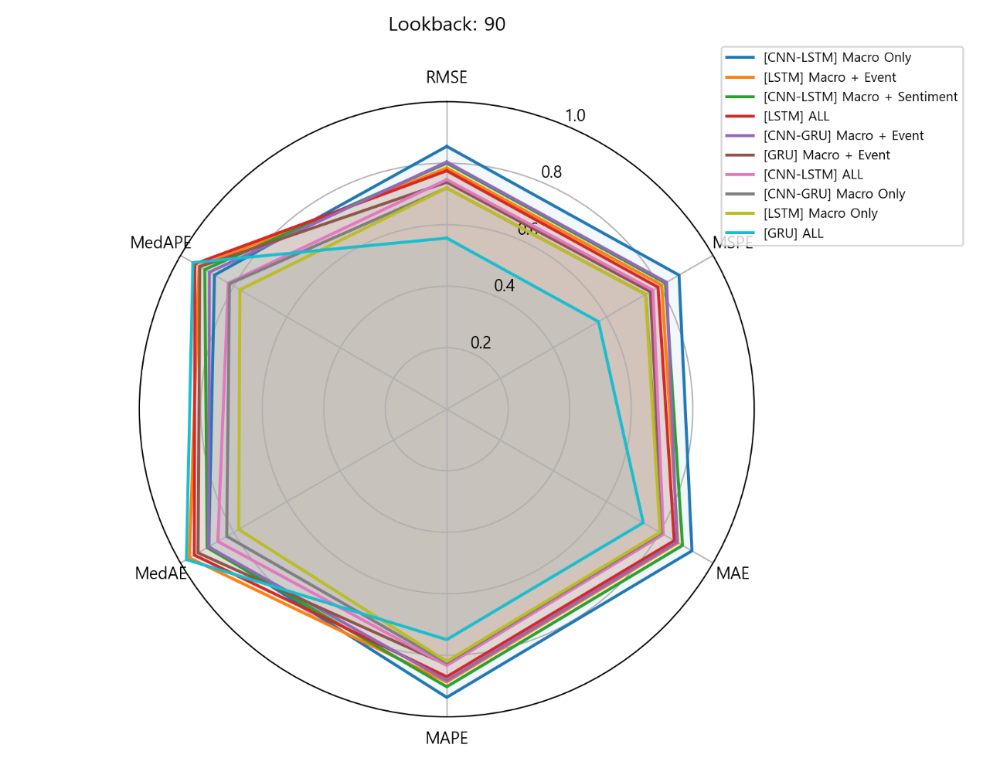 Lookback: 90
RMSE
MSPE
MAE
MAPE
MedAE
MedAPE
1.0
0.8
0.6
0.4
0.2
[CNN-LSTM] Macro Only
[LSTM] Macro + Event
[CNN-LSTM] Macro + Sentiment
[LSTM] ALL
[CNN-GRU] Macro + Event
[GRU] Macro + Event
[CNN-LSTM] ALL
[CNN-GRU] Macro Only
[LSTM] Macro Only
[GRU] ALL